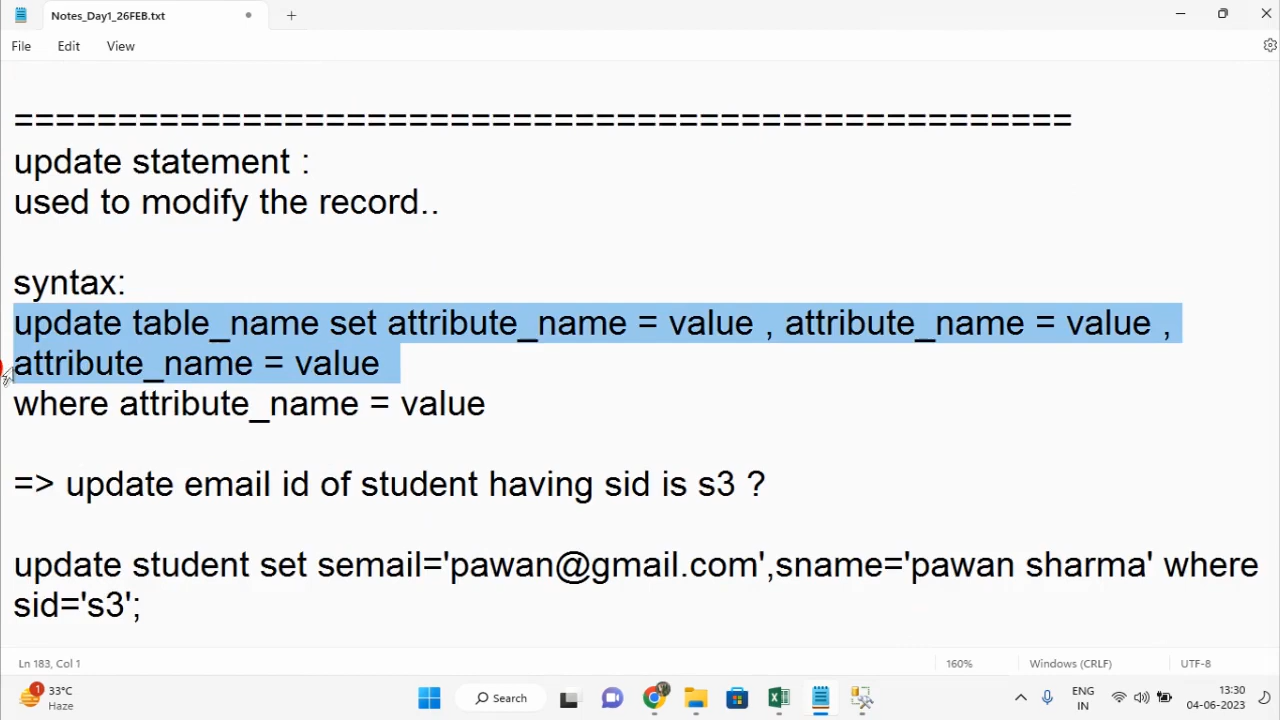 Notes_Day1_26FEB.txt
File Edit View
===================================================
update statement :
used to modify the record..
syntax:
update table_name set attribute_name = value , attribute_name = value ,
attribute_name = value
where attribute_name = value
=> update email id of student having sid is s3 ?
update student set semail='pawan@gmail.com',sname='pawan sharma' where
sid='s3';
Ln 183, Col 1 160% Windows (CRLF) UTF-8
1 33°C
Haze
Search
ENG
IN
13:30
04-06-2023